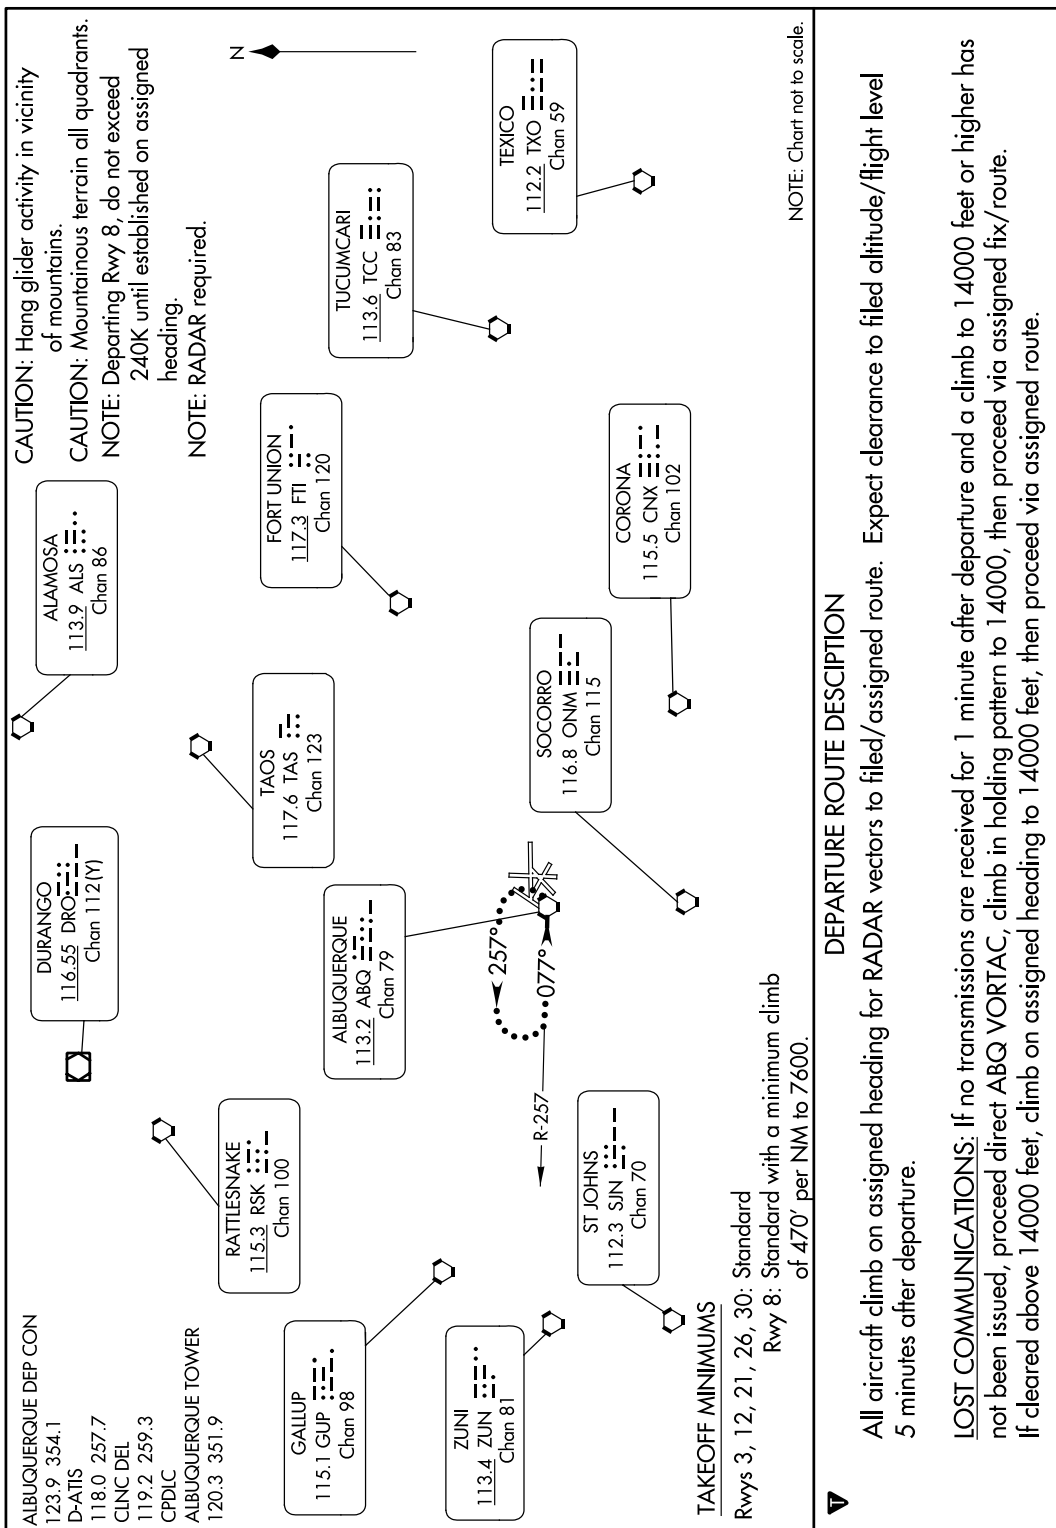 ALBUQUERQUE DEP CON
123.9 354.1
D-ATIS
118.0 257.7
CLNC DEL
119.2 259.3
CPDLC
ALBUQUERQUE TOWER
120.3 351.9
CAUTION: Hang glider activity in vicinity
of mountains.
CAUTION: Mountainous terrain all quadrants.
NOTE: Departing Rwy 8, do not exceed
240K until established on assigned
heading.
NOTE: RADAR required.
N
DURANGO
116.55 DRO
Chan 112(Y)
ALAMOSA
113.9 ALS
Chan 86
RATTLESNAKE
115.3 RSK
Chan 100
TAOS
117.6 TAS
Chan 123
FORT UNION
117.3 FTI
Chan 120
TUCUMCARI
113.6 TCC
Chan 83
GALLUP
115.1 GUP
Chan 98
ALBUQUERQUE
113.2 ABQ
Chan 79
ZUNI
113.4 ZUN
Chan 81
TEXICO
112.2 TXO
Chan 59
257°
077°
R-257
ST JOHNS
112.3 SJN
Chan 70
SOCORRO
116.8 ONM
Chan 115
CORONA
115.5 CNX
Chan 102
TAKEOFF MINIMUMS
Rwys 3, 12, 21, 26, 30: Standard
Rwy 8: Standard with a minimum climb
of 470' per NM to 7600.
NOTE: Chart not to scale.
T
DEPARTURE ROUTE DESCIPTION
All aircraft climb on assigned heading for RADAR vectors to filed/assigned route. Expect clearance to filed altitude/flight level
5 minutes after departure.
LOST COMMUNICATIONS: If no transmissions are received for 1 minute after departure and a climb to 14000 feet or higher has
not been issued, proceed direct ABQ VORTAC, climb in holding pattern to 14000, then proceed via assigned fix/route.
If cleared above 14000 feet, climb on assigned heading to 14000 feet, then proceed via assigned route.